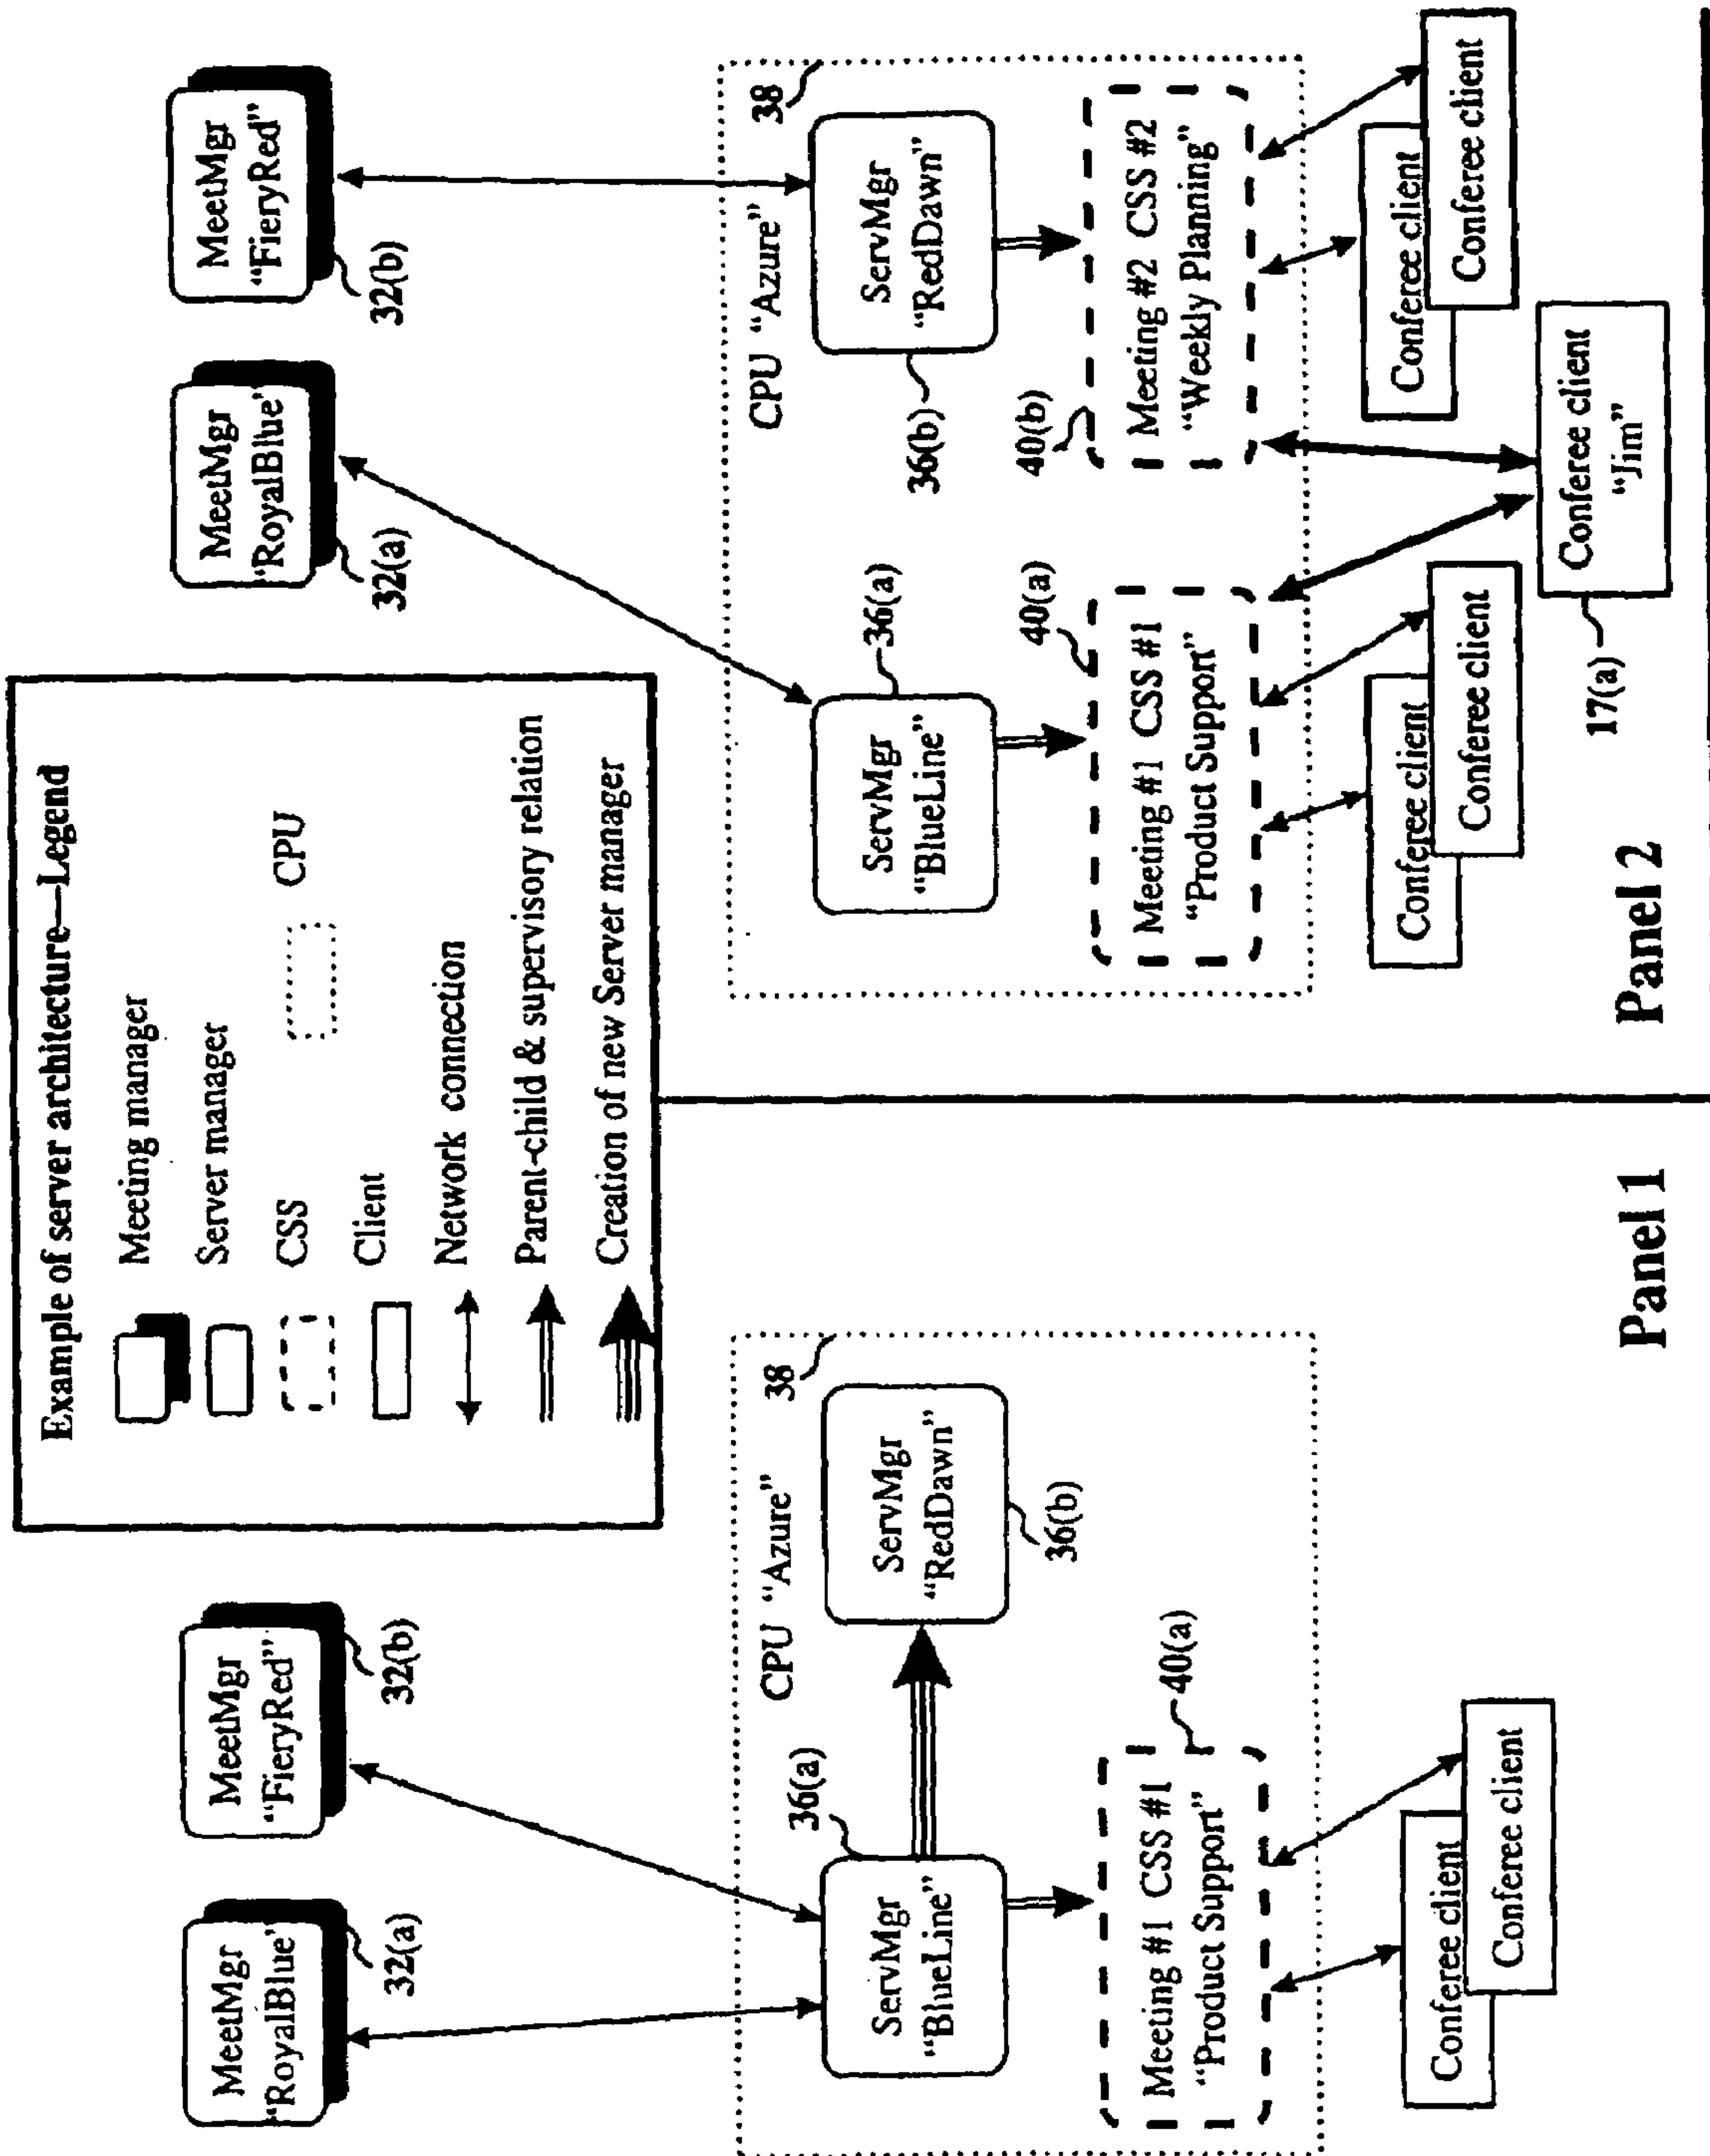 Example of server architecture—Legend
Meeting manager
Server manager
CSS
CPU
Client
Network connection
Parent-child & supervisory relation
Creation of new Server manager
MeetMgr
“RoyalBlue’
32(a)
MeetMgr
“FieryRed”
32(b)
CPU “Azure”
38
36(a)
ServMgr
“BlueLine”
ServMgr
“RedDawn”
36(b)
Meeting #1 CSS #1
“Product Support”
40(a)
Conferee client
Conferee client
Panel 1
MeetMgr
“RoyalBlue’
32(a)
MeetMgr
“FieryRed”
32(b)
CPU “Azure”
38
ServMgr
“BlueLine”
36(a)
ServMgr
“RedDawn”
36(b)
40(a)
Meeting #1 CSS #1
“Product Support”
40(b)
Meeting #2 CSS #2
“Weekly Planning”
Conferee client
Conferee client
Conferee client
Conferee client
Conferee client
“Jim”
17(a)
Panel 2